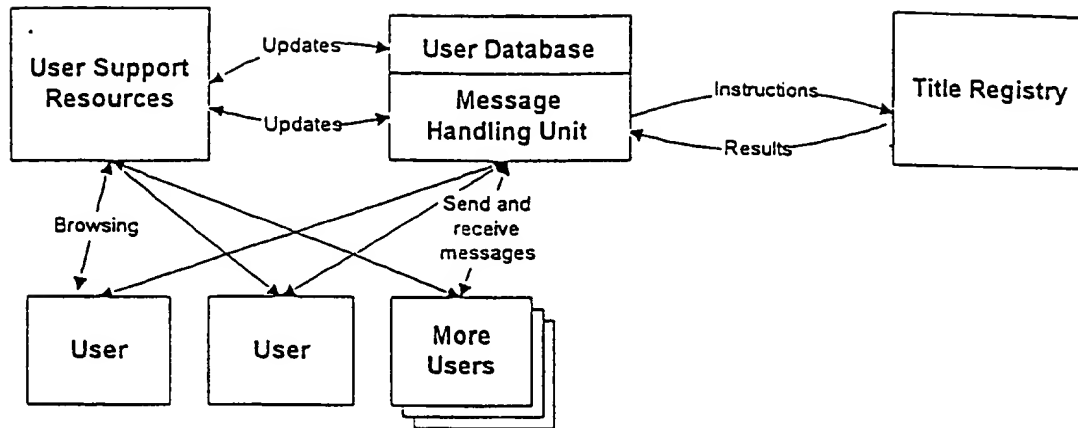 User Support
Resources
Updates
Updates
User Database
Message
Handling Unit
Instructions
Results
Title Registry
Browsing
Send and
receive
messages
User
User
More
Users